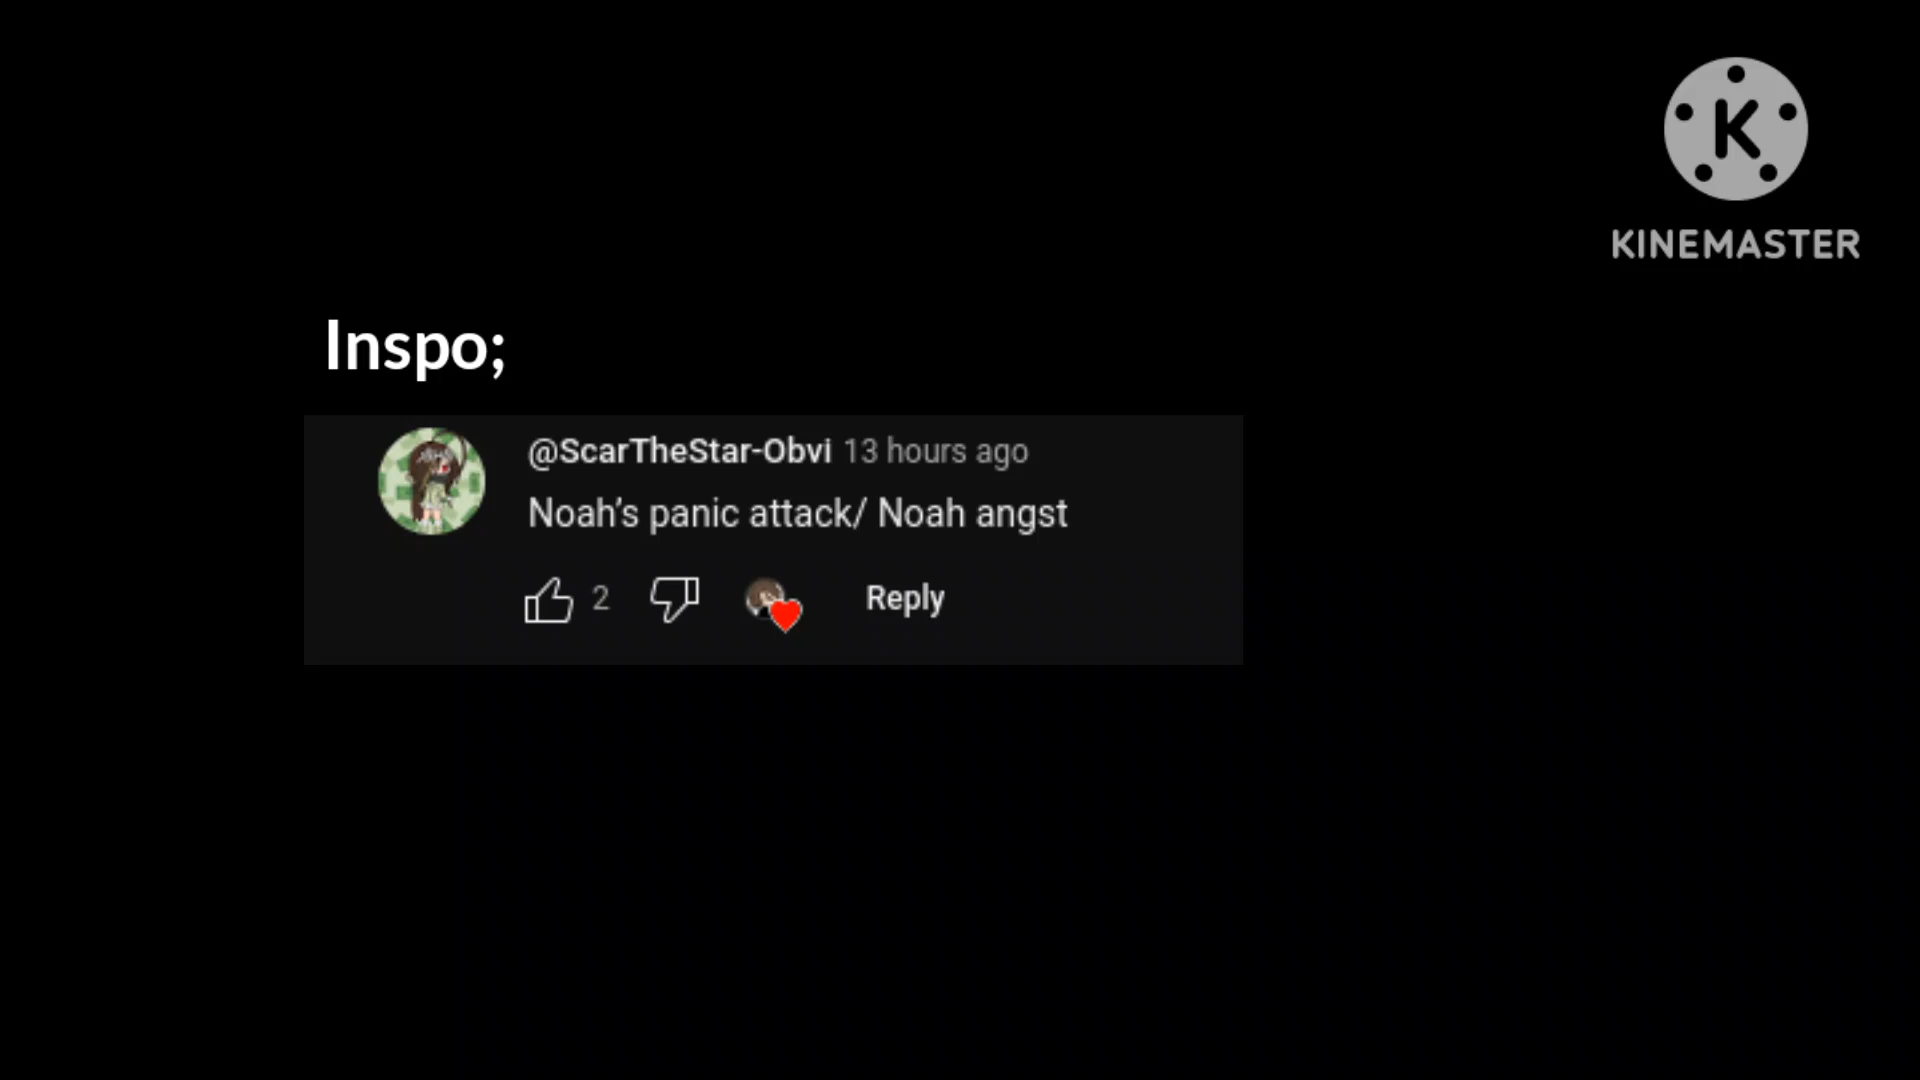 K
KINEMASTER
Inspo;
@ScarTheStar-Obvi 13 hours ago
Noah's panic attack/ Noah angst
2 Reply